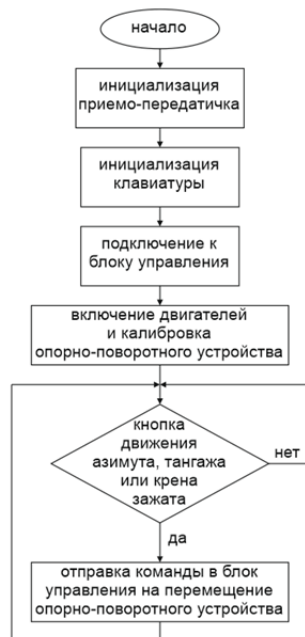 начало
инициализация
приемо-передатичка
инициализация
клавиатуры
подключение к
блоку управления
включение двигателей
и калибровка
опорно-поворотного устройства
кнопка
движения
азимута, тангажа
или крена
зажата
нет
да
отправка команды в блок
управления на перемещение
опорно-поворотного устройства